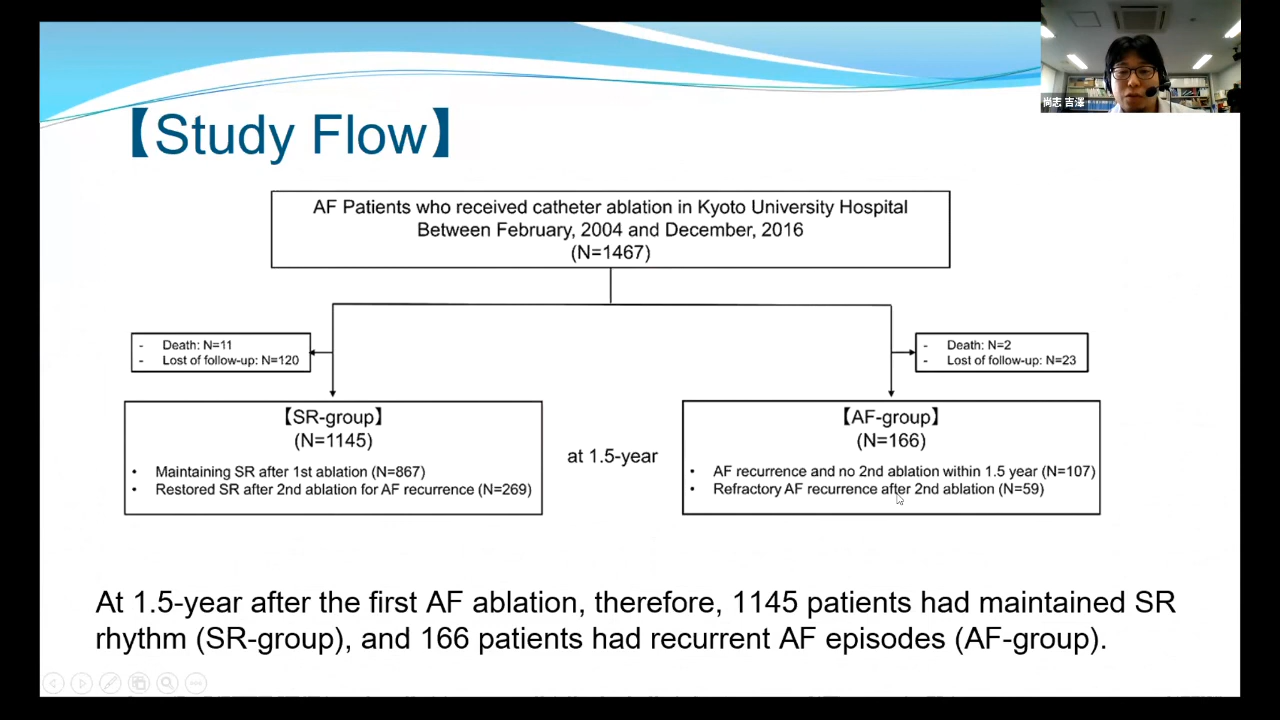 尚志 吉澤
【Study Flow】
AF Patients who received catheter ablation in Kyoto University Hospital
Between February, 2004 and December, 2016
(N=1467)
- Death: N=11
- Lost of follow-up: N=120
- Death: N=2
- Lost of follow-up: N=23
【SR-group】
(N=1145)
• Maintaining SR after 1st ablation (N=867)
• Restored SR after 2nd ablation for AF recurrence (N=269)
at 1.5-year
【AF-group】
(N=166)
• AF recurrence and no 2nd ablation within 1.5 year (N=107)
• Refractory AF recurrence after 2nd ablation (N=59)
At 1.5-year after the first AF ablation, therefore, 1145 patients had maintained SR
rhythm (SR-group), and 166 patients had recurrent AF episodes (AF-group).